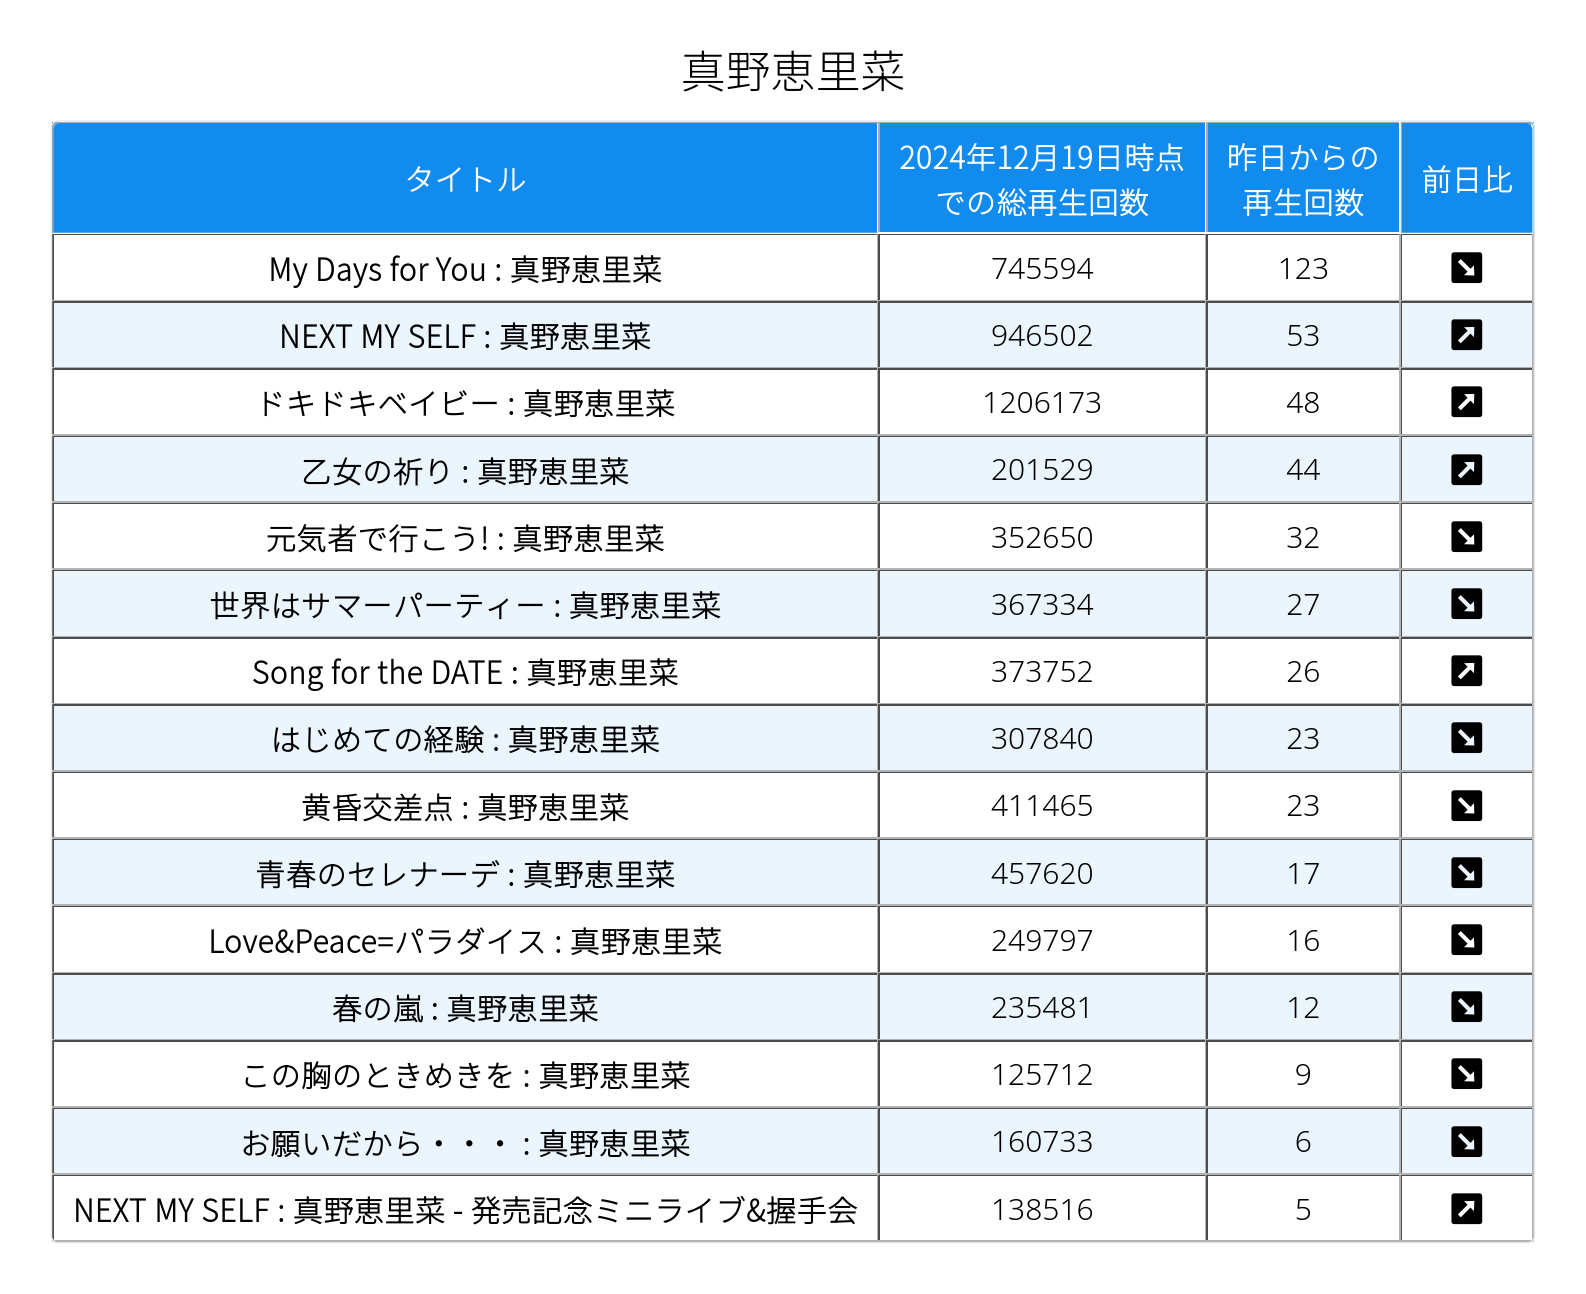 真野恵里菜
タイトル
2024年12月19日時点
での総再生回数
昨日からの
再生回数
前日比
My Days for You : 真野恵里菜 745594 123 ↘
NEXT MY SELF : 真野恵里菜 946502 53 ↗
ドキドキベイビー : 真野恵里菜 1206173 48 ↗
乙女の祈り : 真野恵里菜 201529 44 ↗
元気者で行こう! : 真野恵里菜 352650 32 ↘
世界はサマーパーティー : 真野恵里菜 367334 27 ↘
Song for the DATE : 真野恵里菜 373752 26 ↗
はじめての経験 : 真野恵里菜 307840 23 ↘
黄昏交差点 : 真野恵里菜 411465 23 ↘
青春のセレナーデ : 真野恵里菜 457620 17 ↘
Love&Peace=パラダイス : 真野恵里菜 249797 16 ↘
春の嵐 : 真野恵里菜 235481 12 ↘
この胸のときめきを : 真野恵里菜 125712 9 ↘
お願いだから・・・ : 真野恵里菜 160733 6 ↘
NEXT MY SELF : 真野恵里菜 - 発売記念ミニライブ&握手会 138516 5 ↗